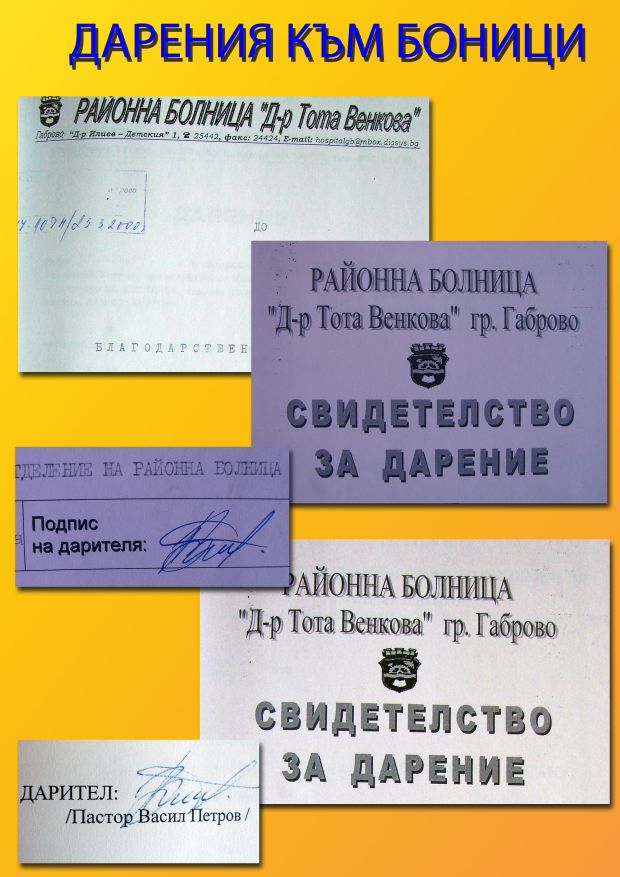 ДАРЕНИЯ КЪМ БОНИЦИ
РАЙОННА БОЛНИЦА "Д-р Тота Венкова"
Габрово- "Д-р Илиев – Детския" 1, ☎ 25442, факс: 24424, E-mail: hospitalgb@mbox.digsys.bg
ДО
БЛАГОДАРСТВЕН
РАЙОННА БОЛНИЦА
"Д-р Тота Венкова" гр. Габрово
СВИДЕТЕЛСТВО
ЗА ДАРЕНИЕ
ТДЕЛЕНИЕ НА РАЙОННА БОЛНИЦА
Подпис
на дарителя:
РАЙОННА БОЛНИЦА
"Д-р Тота Венкова" гр. Габрово
СВИДЕТЕЛСТВО
ЗА ДАРЕНИЕ
ДАРИТЕЛ:
/Пастор Васил Петров /